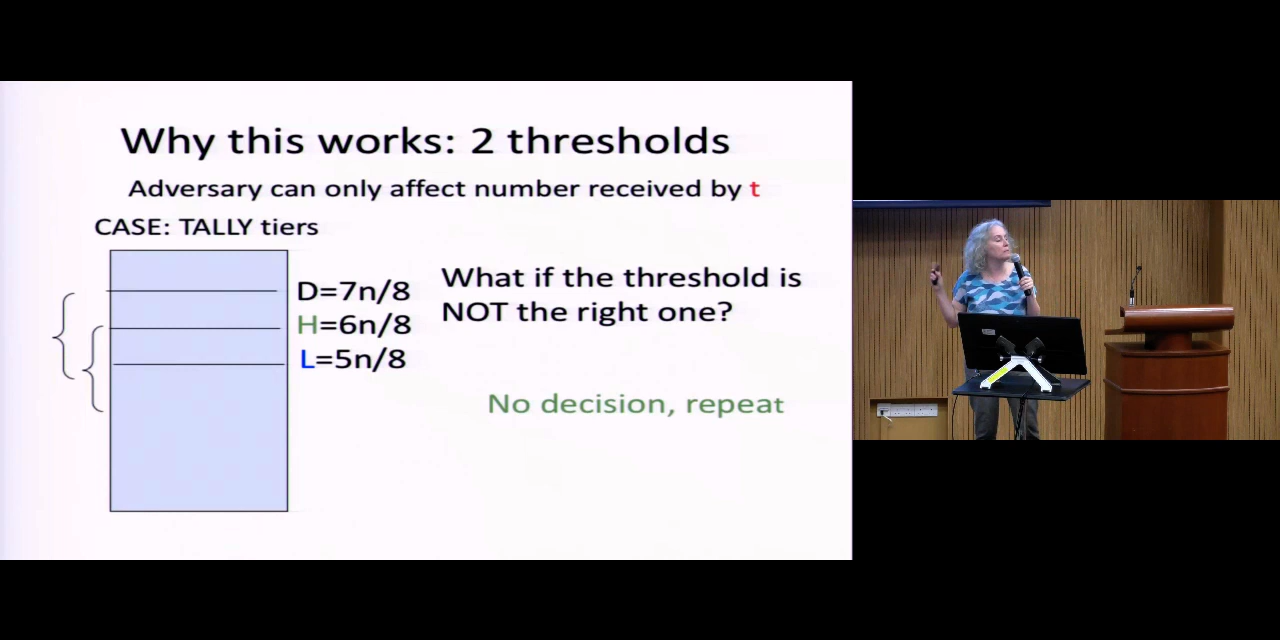 Why this works: 2 thresholds
Adversary can only affect number received by t
CASE: TALLY tiers
D=7n/8
H=6n/8
L=5n/8
What if the threshold is
NOT the right one?
No decision, repeat